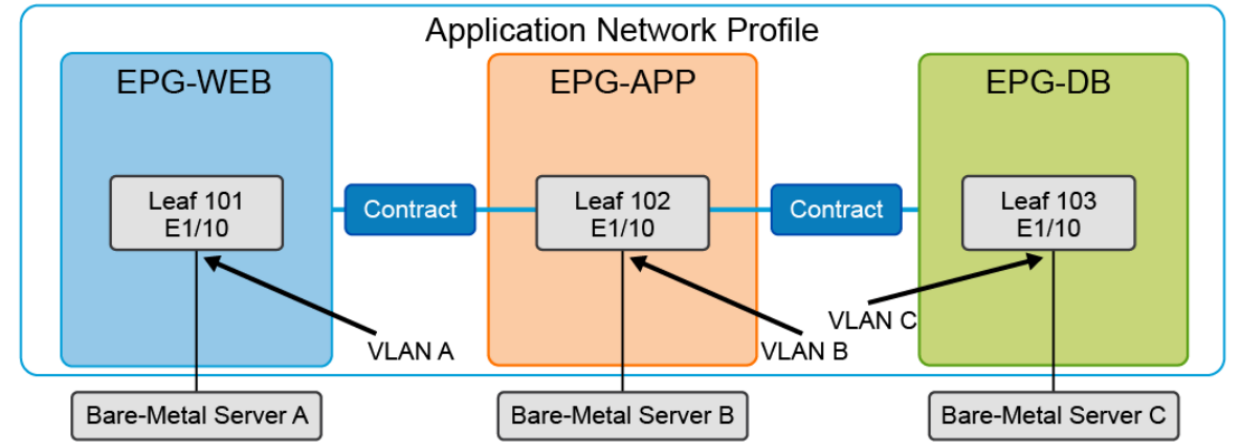 Application Network Profile
EPG-WEB
EPG-APP
EPG-DB
Leaf 101
E1/10
Contract
Leaf 102
E1/10
Contract
Leaf 103
E1/10
VLAN A
VLAN B
VLAN C
Bare-Metal Server A
Bare-Metal Server B
Bare-Metal Server C